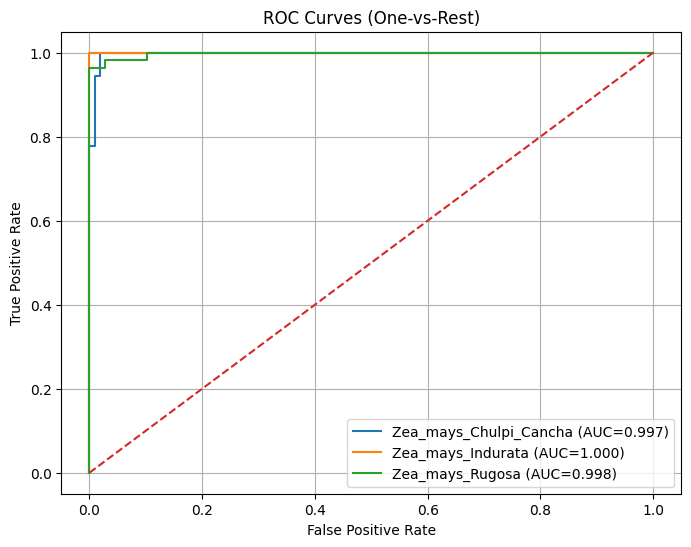 ROC Curves (One-vs-Rest)
True Positive Rate
1.0
0.8
0.6
0.4
0.2
0.0
0.0 0.2 0.4 0.6 0.8 1.0
False Positive Rate
Zea_mays_Chulpi_Cancha (AUC=0.997)
Zea_mays_Indurata (AUC=1.000)
Zea_mays_Rugosa (AUC=0.998)